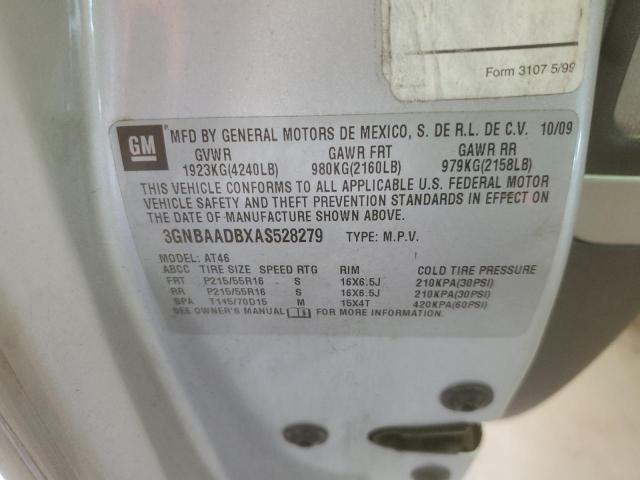 Form 3107 5/99
GM ® MFD BY GENERAL MOTORS DE MEXICO, S. DE R.L. DE C.V. 10/09
GVWR GAWR FRT GAWR RR
1923KG(4240LB) 980KG(2160LB) 979KG(2158LB)
THIS VEHICLE CONFORMS TO ALL APPLICABLE U.S. FEDERAL MOTOR
VEHICLE SAFETY AND THEFT PREVENTION STANDARDS IN EFFECT ON
THE DATE OF MANUFACTURE SHOWN ABOVE.
3GNBAADBXAS528279 TYPE: M.P.V.
MODEL: AT46
ABCC TIRE SIZE SPEED RTG RIM COLD TIRE PRESSURE
FRT P215/55R16 S 16X6.5J 210KPA(30PSI)
RR P215/55R16 S 16X6.5J 210KPA(30PSI)
SPA T115/70D15 M 15X4T 420KPA(60PSI)
SEE OWNER'S MANUAL FOR MORE INFORMATION.